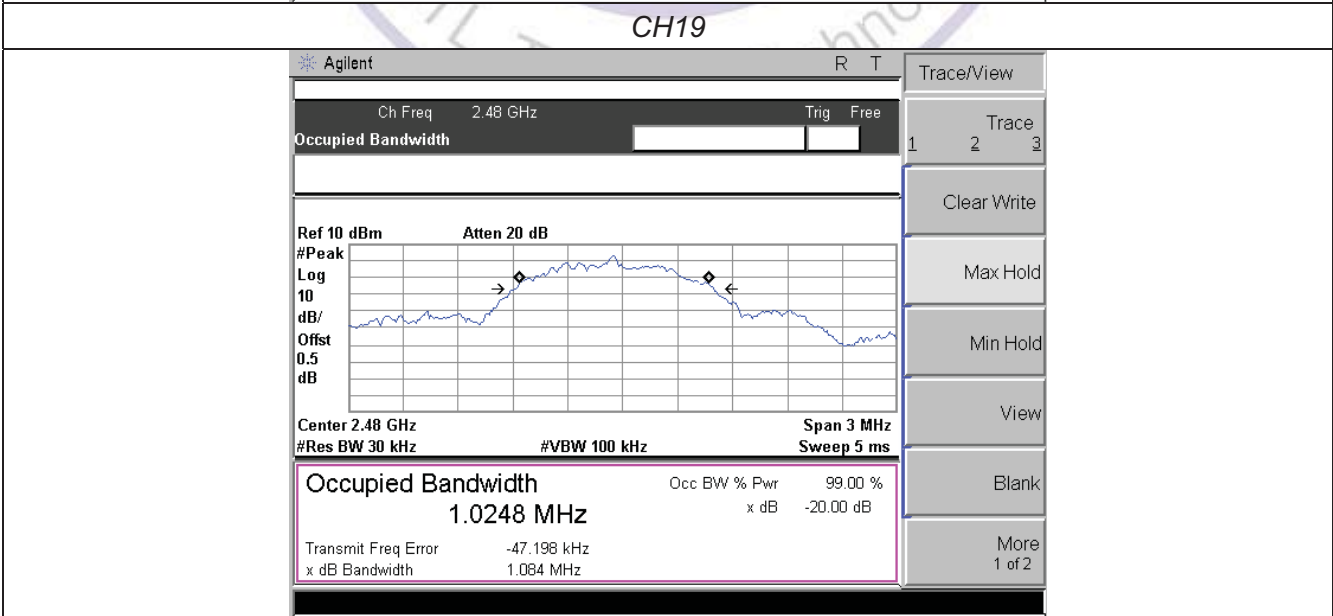 CH19
Agilent R T
Trace/View
Ch Freq 2.48 GHz Trig Free
Occupied Bandwidth
Trace
1 2 3
Clear Write
Max Hold
Min Hold
View
Blank
More
1 of 2
Ref 10 dBm Atten 20 dB
#Peak
Log
10
dB/
Offst
0.5
dB
Center 2.48 GHz Span 3 MHz
#Res BW 30 kHz #VBW 100 kHz Sweep 5 ms
Occupied Bandwidth Occ BW % Pwr 99.00 %
1.0248 MHz x dB -20.00 dB
Transmit Freq Error -47.198 kHz
x dB Bandwidth 1.084 MHz